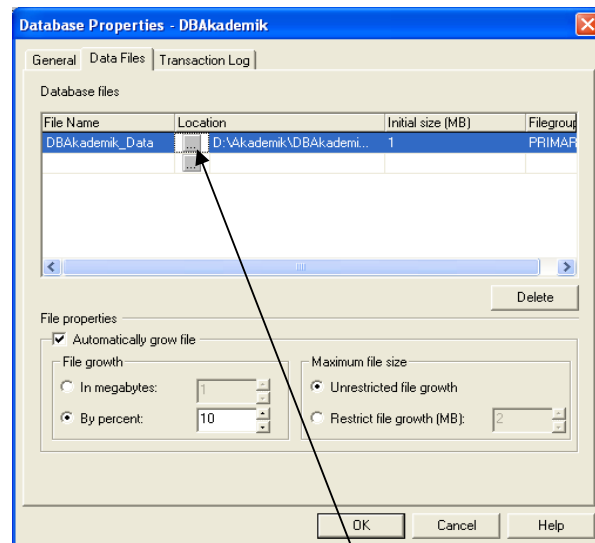 Database Properties - DBAkademik
General Data Files Transaction Log
Database files
File Name Location Initial size (MB) Filegroup
DBAkademik_Data ... D:\Akademik\DBAkademi... 1 PRIMAR
...
Delete
File properties
Automatically grow file
File growth Maximum file size
In megabytes: 1 Unrestricted file growth
By percent: 10 Restrict file growth (MB): 2
OK Cancel Help